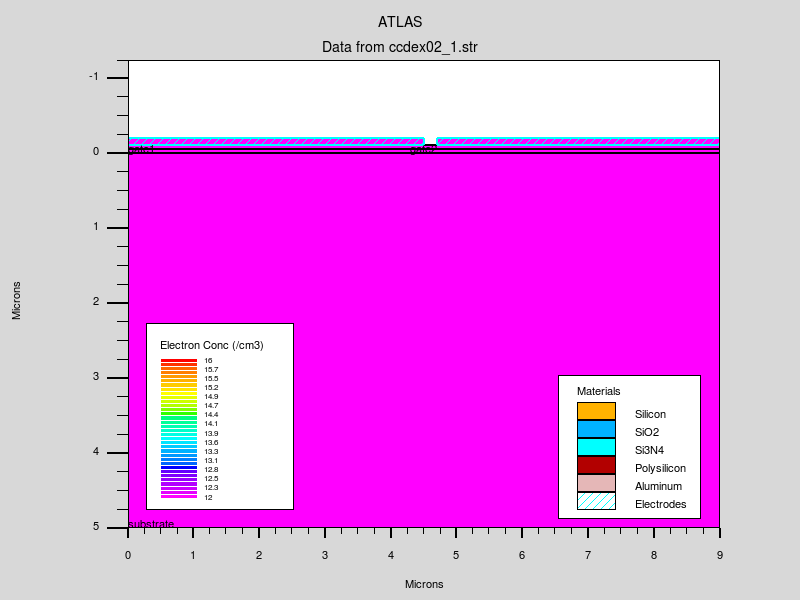 ATLAS
Data from ccdex02_1.str
-1
0
1
2
3
4
5
Microns
gate1
substrate
Electron Conc (/cm3)
16
15.7
15.5
15.2
14.9
14.7
14.4
14.1
13.9
13.6
13.3
13.1
12.8
12.5
12.3
12
Materials
Silicon
SiO2
Si3N4
Polysilicon
Aluminum
Electrodes
0
1
2
3
4
5
6
7
8
9
Microns